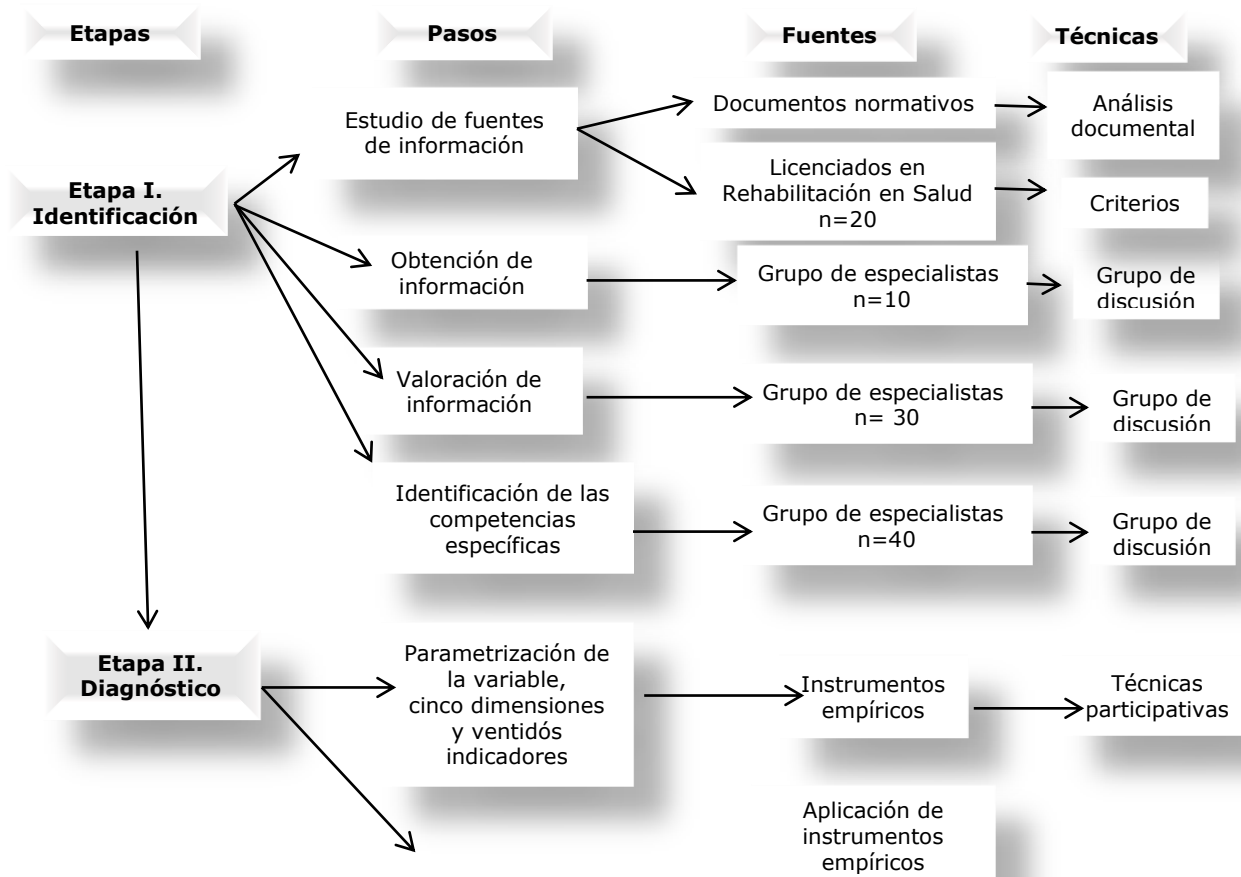 Etapas
Pasos
Fuentes
Técnicas
Estudio de fuentes
de información
Documentos normativos
Análisis
documental
Etapa I.
Identificación
Licenciados en
Rehabilitación en Salud
n=20
Criterios
Obtención de
información
Grupo de especialistas
n=10
Grupo de
discusión
Valoración de
información
Grupo de especialistas
n= 30
Grupo de
discusión
Identificación de las
competencias
específicas
Grupo de especialistas
n=40
Grupo de
discusión
Etapa II.
Diagnóstico
Parametrización de
la variable,
cinco dimensiones
y ventidós
indicadores
Instrumentos
empíricos
Técnicas
participativas
Aplicación de
instrumentos
empíricos